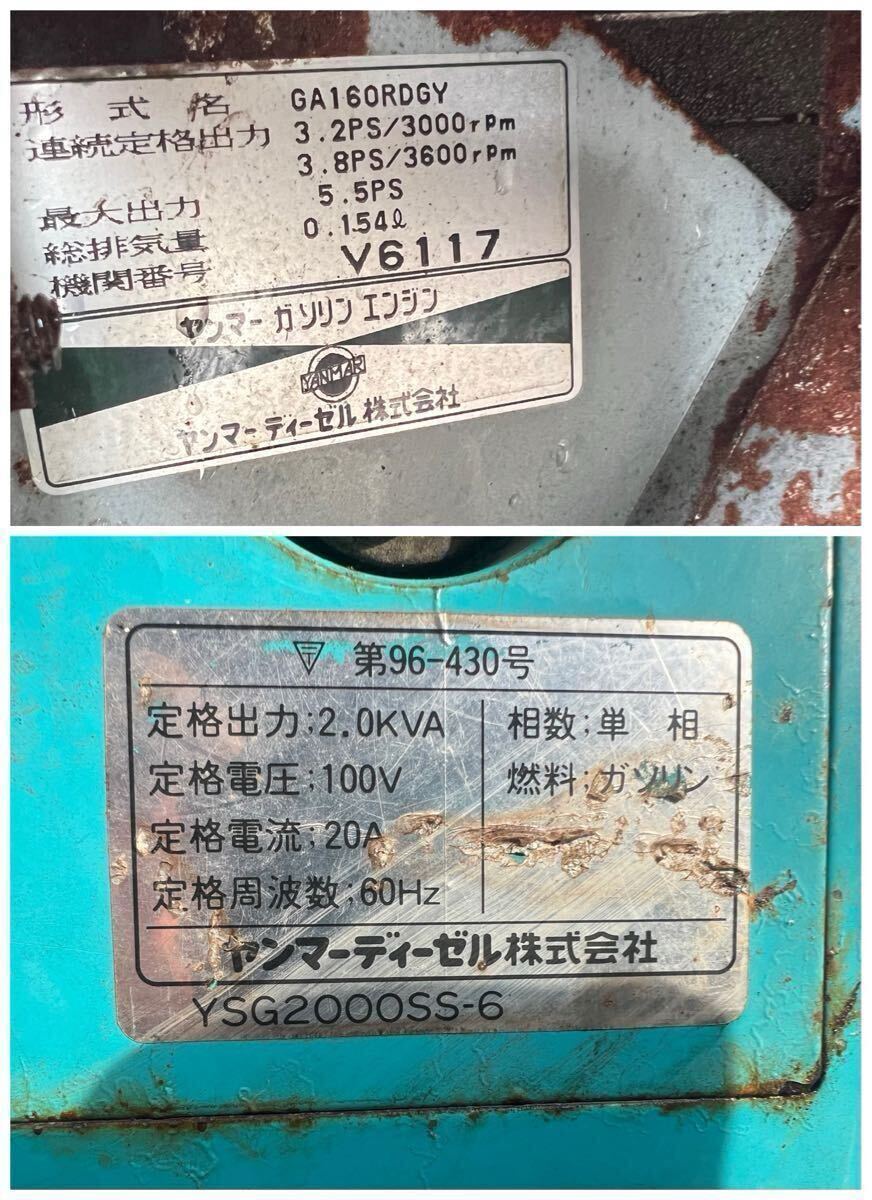 形式名 GA160RDGY
連続定格出力 3.2PS/3000rpm
3.8PS/3600rpm
最大出力 5.5PS
総排気量 0.154ℓ
機関番号 V6117
ヤンマーガソリンエンジン
YANMAR
ヤンマーディーゼル株式会社
第96-430号
定格出力;2.0KVA 相数;単 相
定格電圧;100V 燃料;ガソリン
定格電流;20A
定格周波数;60Hz
ヤンマーディーゼル株式会社
YSG2000SS-6